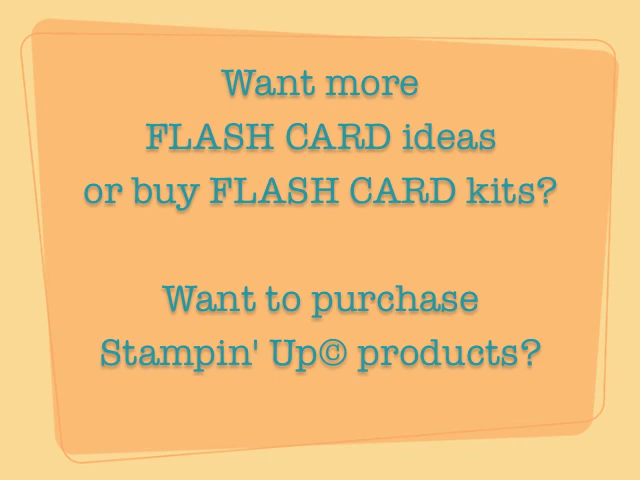 Want more
FLASH CARD ideas
or buy FLASH CARD kits?
Want to purchase
Stampin' Up© products?